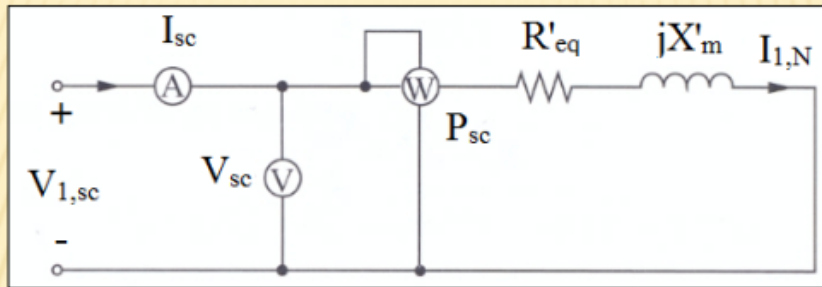 I_sc
A
R'_eq
jX'_m
I_1,N
+
W
P_sc
V_1,sc
V_sc
V
-